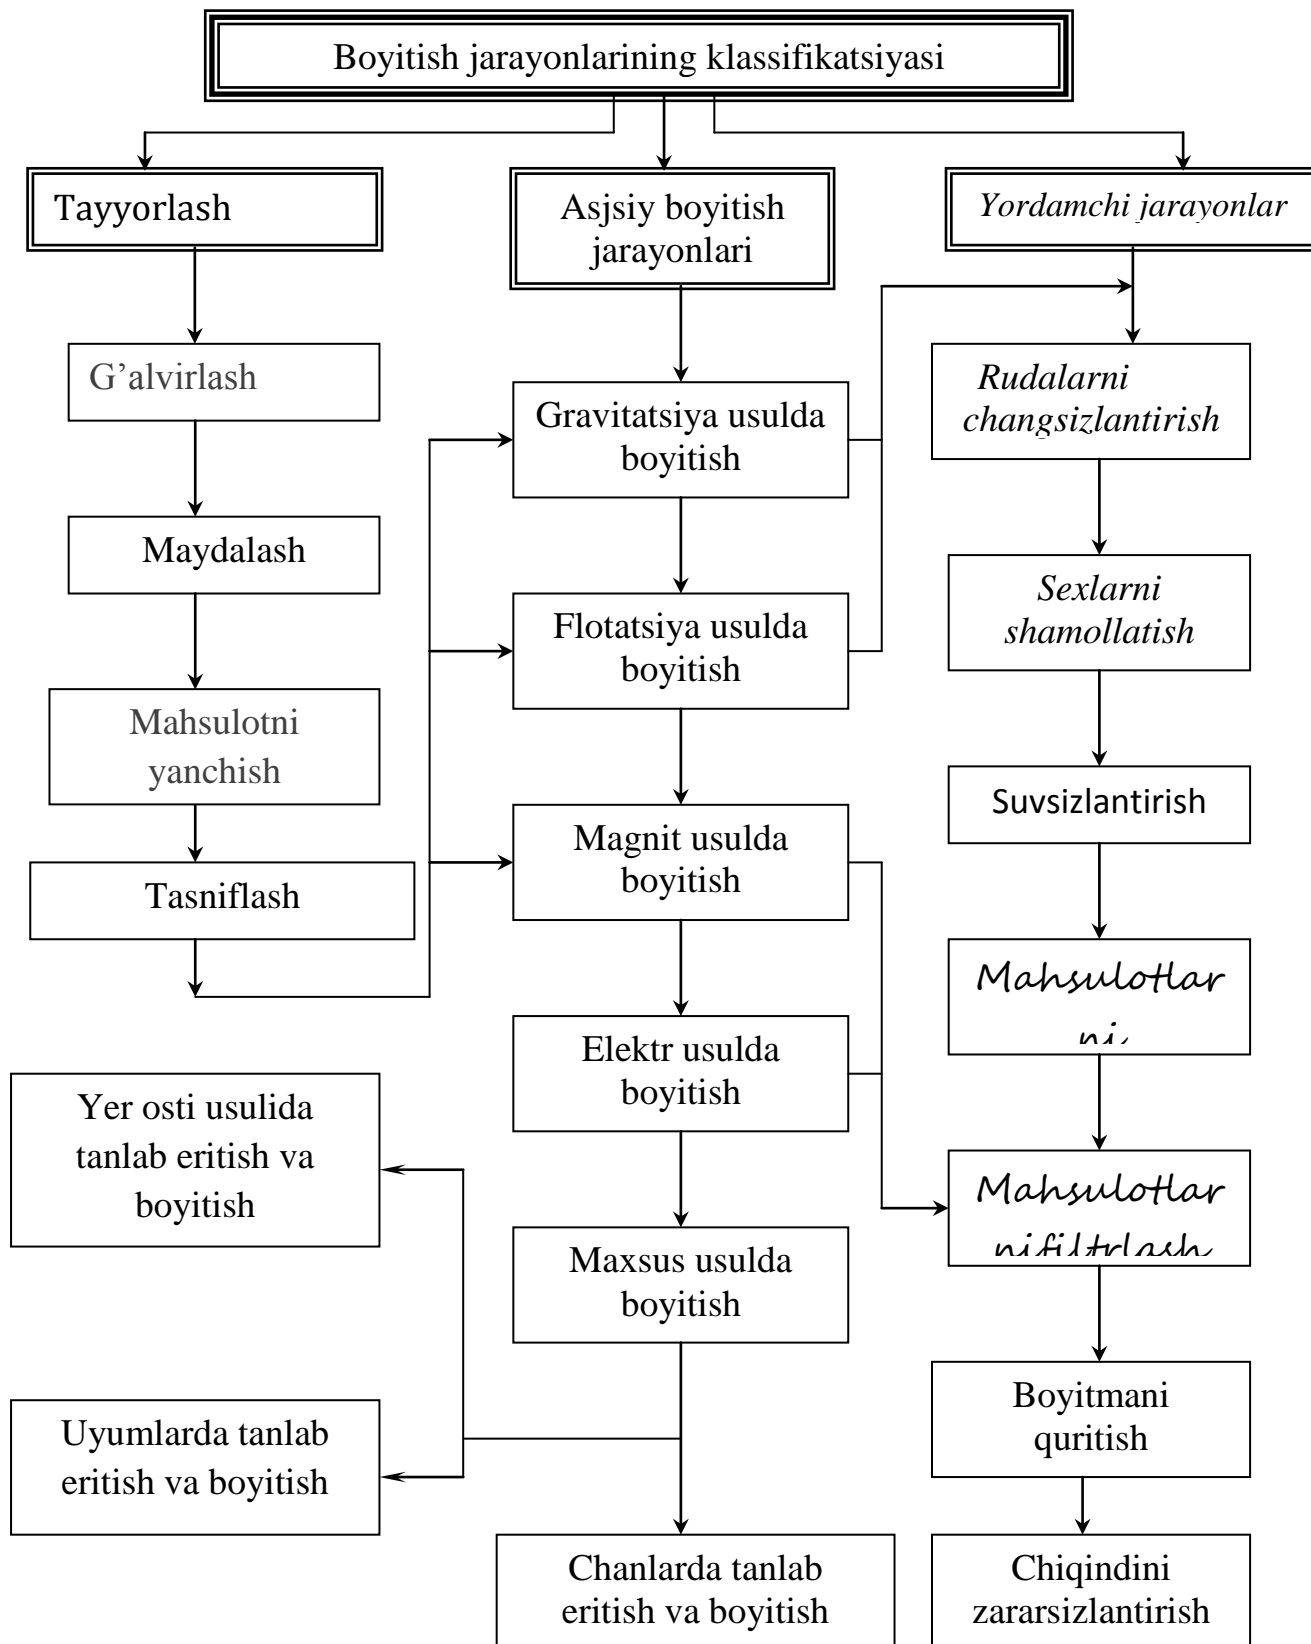 Boyitish jarayonlarining klassifikatsiyasi
Tayyorlash
Asjsiy boyitish
jarayonlari
Yordamchi jarayonlar
G’alvirlash
Maydalash
Mahsulotni
yanchish
Tasniflash
Gravitatsiya usulda
boyitish
Flotatsiya usulda
boyitish
Magnit usulda
boyitish
Elektr usulda
boyitish
Maxsus usulda
boyitish
Yer osti usulida
tanlab eritish va
boyitish
Uyumlarda tanlab
eritish va boyitish
Chanlarda tanlab
eritish va boyitish
Rudalarni
changsizlantirish
Sexlarni
shamollatish
Suvsizlantirish
Mahsulotlar
ni
Mahsulotlar
nifiltrlash
Boyitmani
quritish
Chiqindini
zararsizlantirish